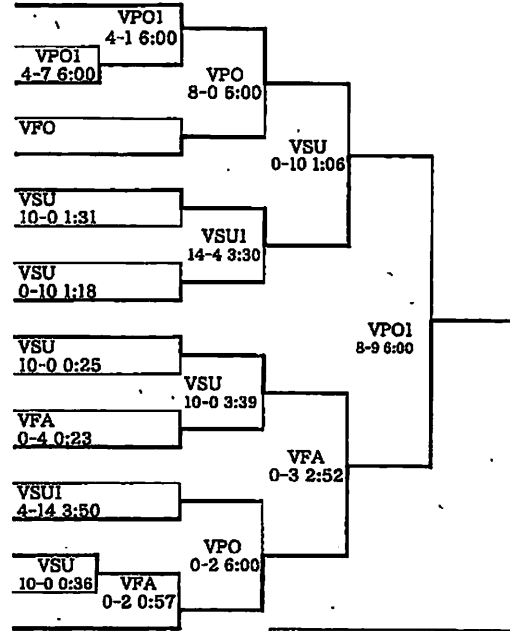 VPO1
4-1 6:00
VPO1
4-7 6:00
VPO
8-0 6:00
VFO
VSU
0-10 1:06
VSU
10-0 1:31
VSU1
14-4 3:30
VSU
0-10 1:18
VPO1
8-9 6:00
VSU
10-0 0:25
VSU
10-0 3:39
VFA
0-4 0:23
VFA
0-3 2:52
VSU1
4-14 3:50
VPO
0-2 6:00
VSU
10-0 0:36
VFA
0-2 0:57